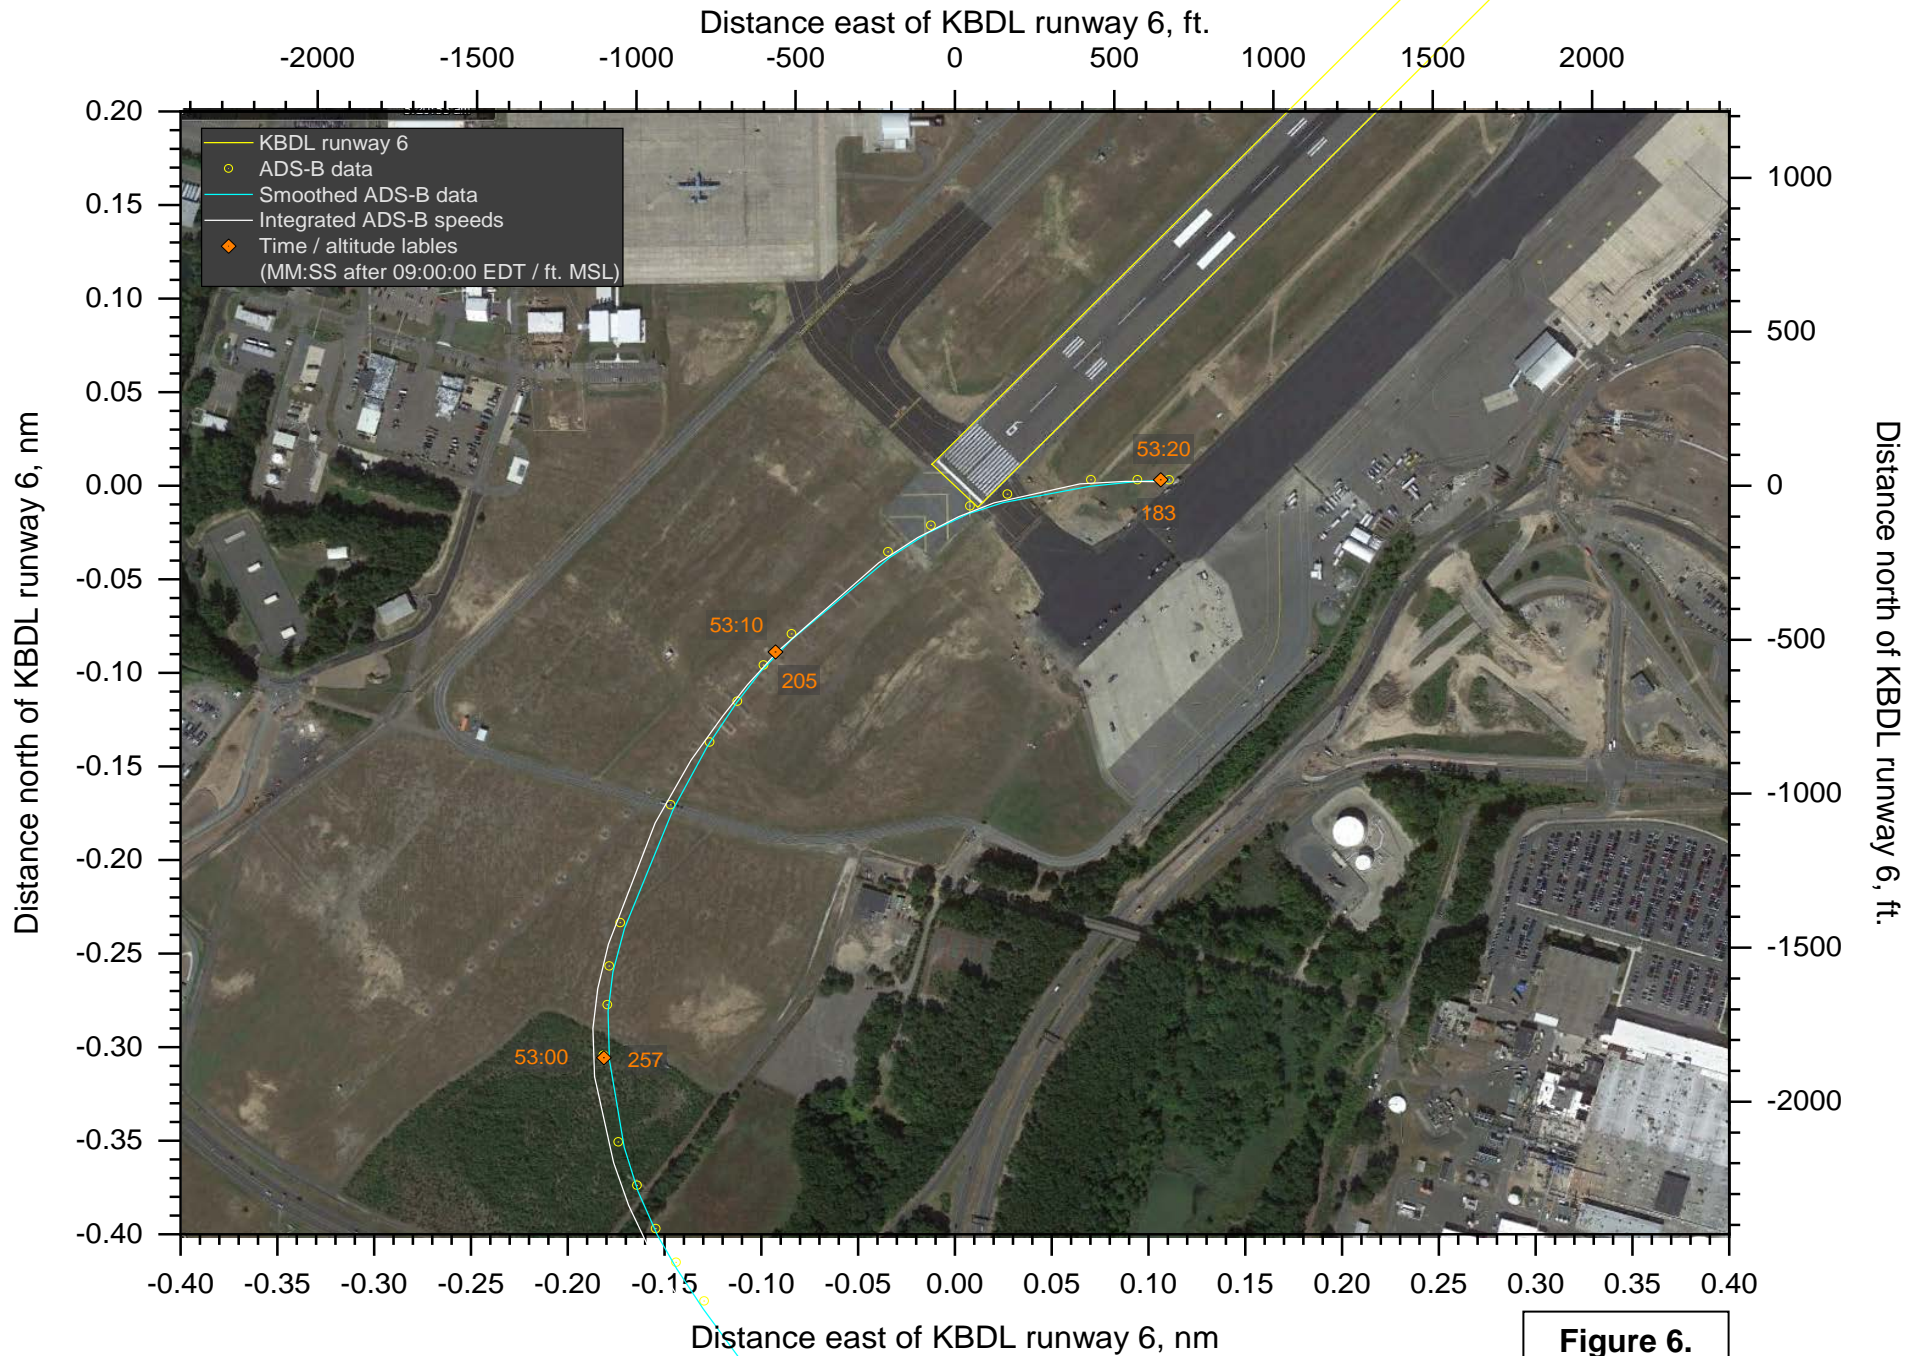 Distance east of KBDL runway 6, ft.
-2000 -1500 -1000 -500 0 500 1000 1500 2000
KBDL runway 6
ADS-B data
Smoothed ADS-B data
Integrated ADS-B speeds
Time / altitude lables
(MM:SS after 09:00:00 EDT / ft. MSL)
0.20
0.15
0.10
0.05
0.00
-0.05
-0.10
-0.15
-0.20
-0.25
-0.30
-0.35
-0.40
Distance north of KBDL runway 6, nm
6
53:20
183
53:10
205
53:00
257
1000
500
0
-500
-1000
-1500
-2000
Distance north of KBDL runway 6, ft.
-0.40 -0.35 -0.30 -0.25 -0.20 -0.15 -0.10 -0.05 0.00 0.05 0.10 0.15 0.20 0.25 0.30 0.35 0.40
Distance east of KBDL runway 6, nm
Figure 6.